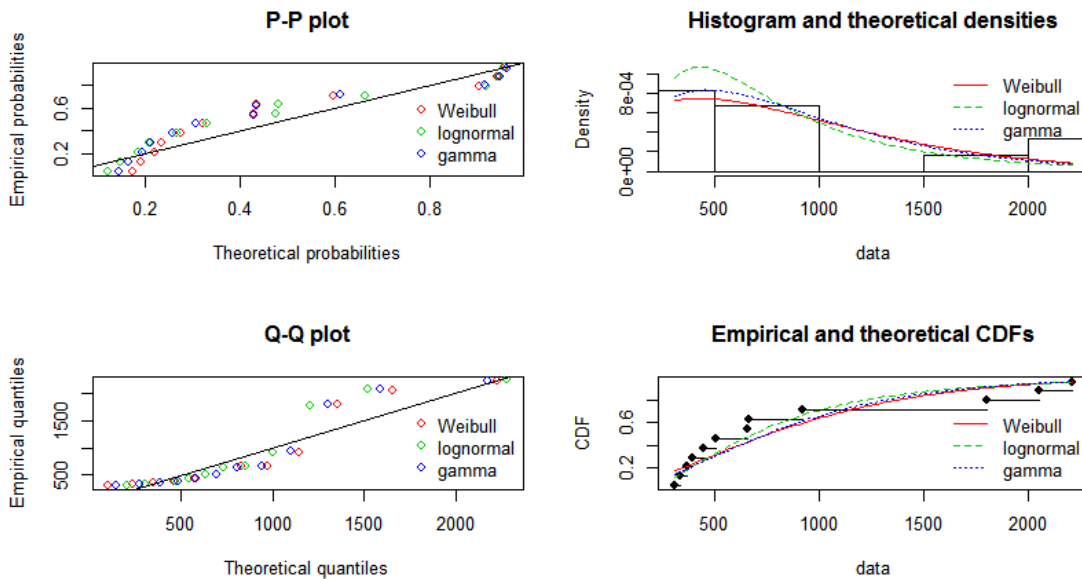 P-P plot
Empirical probabilities
0.6
0.2
Weibull
lognormal
gamma
0.2 0.4 0.6 0.8
Theoretical probabilities
Histogram and theoretical densities
Density
8e-04
0e+00
Weibull
lognormal
gamma
500 1000 1500 2000
data
Q-Q plot
Empirical quantiles
1500
500
Weibull
lognormal
gamma
500 1000 1500 2000
Theoretical quantiles
Empirical and theoretical CDFs
CDF
0.6
0.2
Weibull
lognormal
gamma
500 1000 1500 2000
data